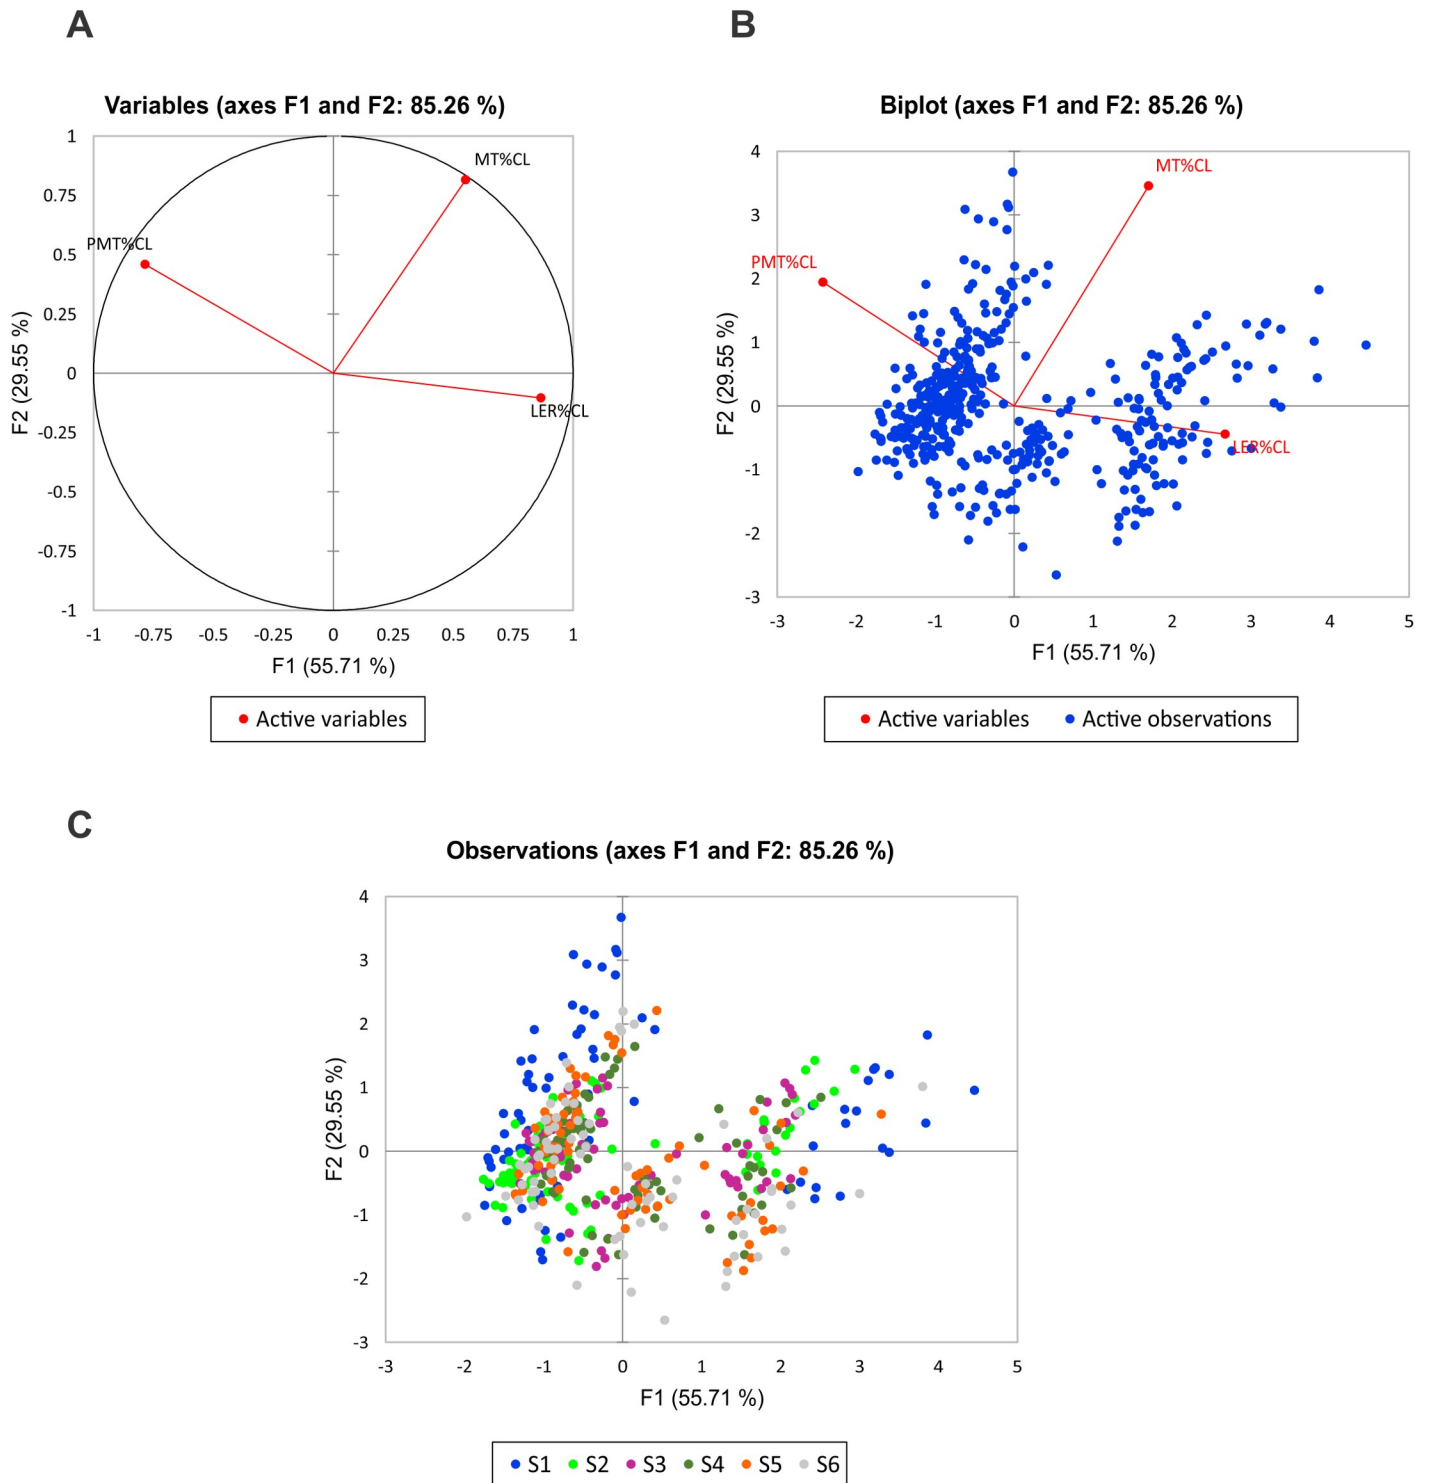 A
B
Variables (axes F1 and F2: 85.26 %)
1
0.75
0.5
0.25
0
-0.25
-0.5
-0.75
-1
F2 (29.55 %)
MT%CL
PMT%CL
LER%CL
-1 -0.75 -0.5 -0.25 0 0.25 0.5 0.75 1
F1 (55.71 %)
Active variables
Biplot (axes F1 and F2: 85.26 %)
4
3
2
1
0
-1
-2
-3
F2 (29.55 %)
MT%CL
PMT%CL
LER%CL
-3 -2 -1 0 1 2 3 4 5
F1 (55.71 %)
Active variables Active observations
C
Observations (axes F1 and F2: 85.26 %)
4
3
2
1
0
-1
-2
-3
F2 (29.55 %)
-3 -2 -1 0 1 2 3 4 5
F1 (55.71 %)
S1 S2 S3 S4 S5 S6